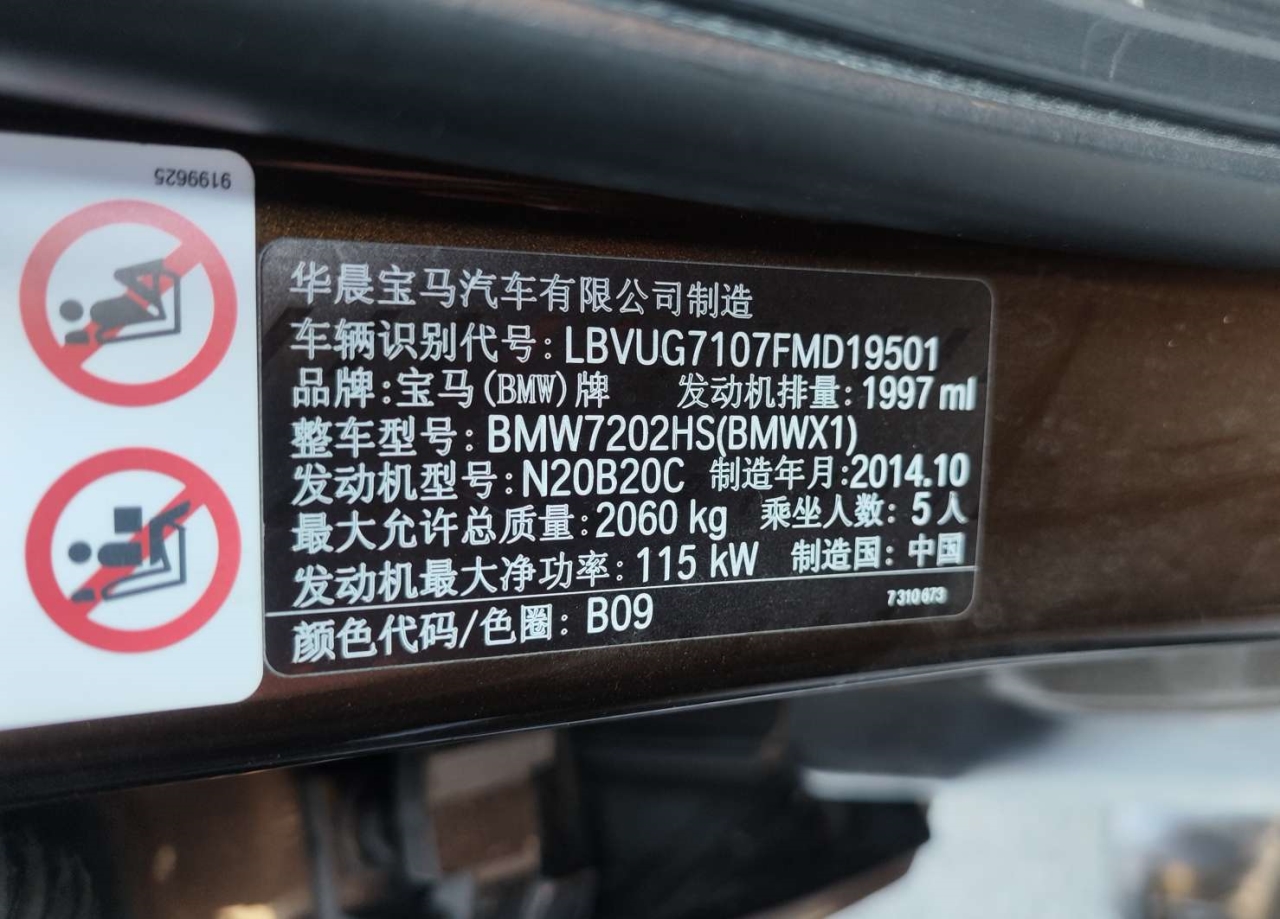 9199625
华晨宝马汽车有限公司制造
车辆识别代号: LBVUG7107FMD19501
品牌:宝马(BMW)牌 发动机排量: 1997 ml
整车型号: BMW7202HS(BMWX1)
发动机型号: N20B20C 制造年月:2014.10
最大允许总质量: 2060 kg 乘坐人数: 5人
发动机最大净功率: 115 kW 制造国: 中国
7310673
颜色代码/色圈: B09